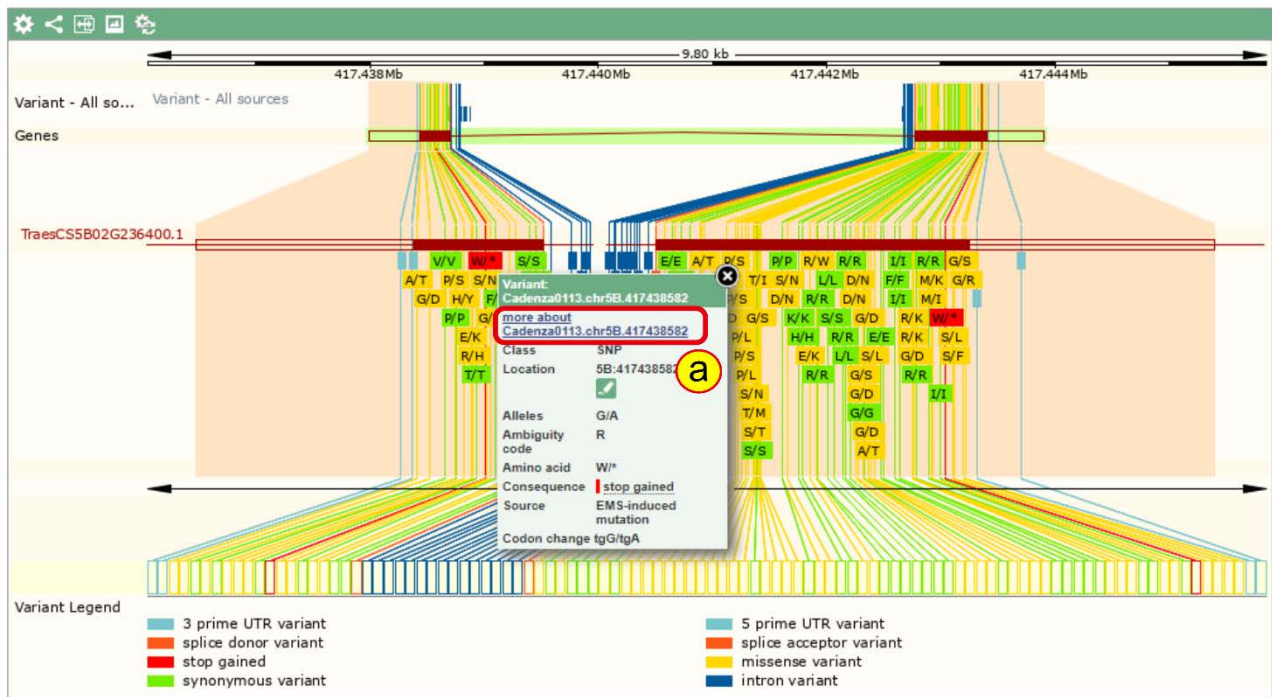 9.80 kb
417.438Mb 417.440Mb 417.442Mb 417.444Mb
Variant - All so... Variant - All sources
Genes
TraesCS5B02G236400.1
V/V W/* S/S E/E A/T P/S P/P R/W R/R I/I R/R G/S
A/T P/S S/N T/I S/N L/L D/N F/F M/K G/R
G/D H/Y P/S D/N R/R D/N I/I M/I
P/P G/S K/K S/S G/D R/K W/*
E/K P/L H/H R/R E/E R/K S/L
R/H P/S E/K L/L S/L G/D S/F
T/T P/L R/R G/S R/R
S/N G/D I/I
T/M G/G
S/T G/D
S/S A/T
Variant:
Cadenza0113.chr5B.417438582
more about
Cadenza0113.chr5B.417438582
Class SNP
Location 5B:417438582
a
Alleles G/A
Ambiguity R
code
Amino acid W/*
Consequence stop gained
Source EMS-induced
mutation
Codon change tgG/tgA
Variant Legend
3 prime UTR variant 5 prime UTR variant
splice donor variant splice acceptor variant
stop gained missense variant
synonymous variant intron variant